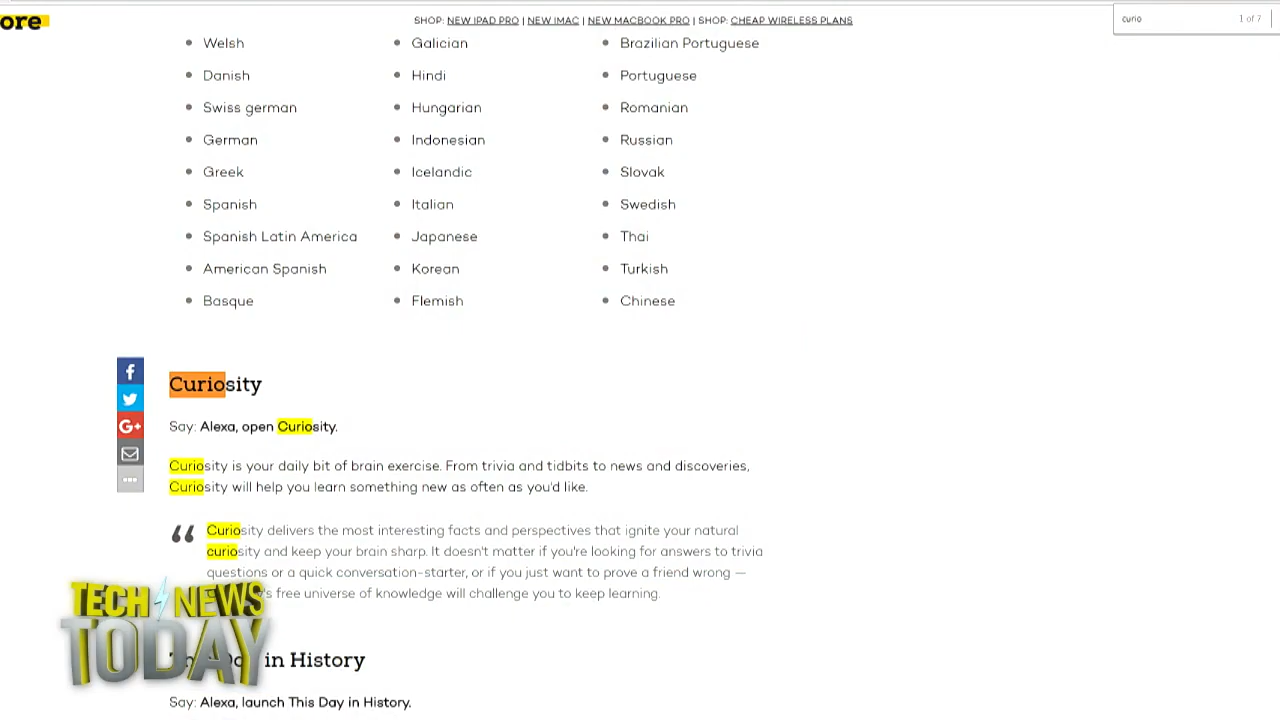 ore
SHOP: NEW IPAD PRO | NEW IMAC | NEW MACBOOK PRO | SHOP: CHEAP WIRELESS PLANS
curio 1 of 7
Welsh
Danish
Swiss german
German
Greek
Spanish
Spanish Latin America
American Spanish
Basque
Galician
Hindi
Hungarian
Indonesian
Icelandic
Italian
Japanese
Korean
Flemish
Brazilian Portuguese
Portuguese
Romanian
Russian
Slovak
Swedish
Thai
Turkish
Chinese
f
G+
Curiosity
Say: Alexa, open Curiosity.
Curiosity is your daily bit of brain exercise. From trivia and tidbits to news and discoveries,
Curiosity will help you learn something new as often as you'd like.
“ Curiosity delivers the most interesting facts and perspectives that ignite your natural
curiosity and keep your brain sharp. It doesn't matter if you're looking for answers to trivia
questions or a quick conversation-starter, or if you just want to prove a friend wrong —
's free universe of knowledge will challenge you to keep learning.
in History
Say: Alexa, launch This Day in History.
TECH NEWS
TODAY